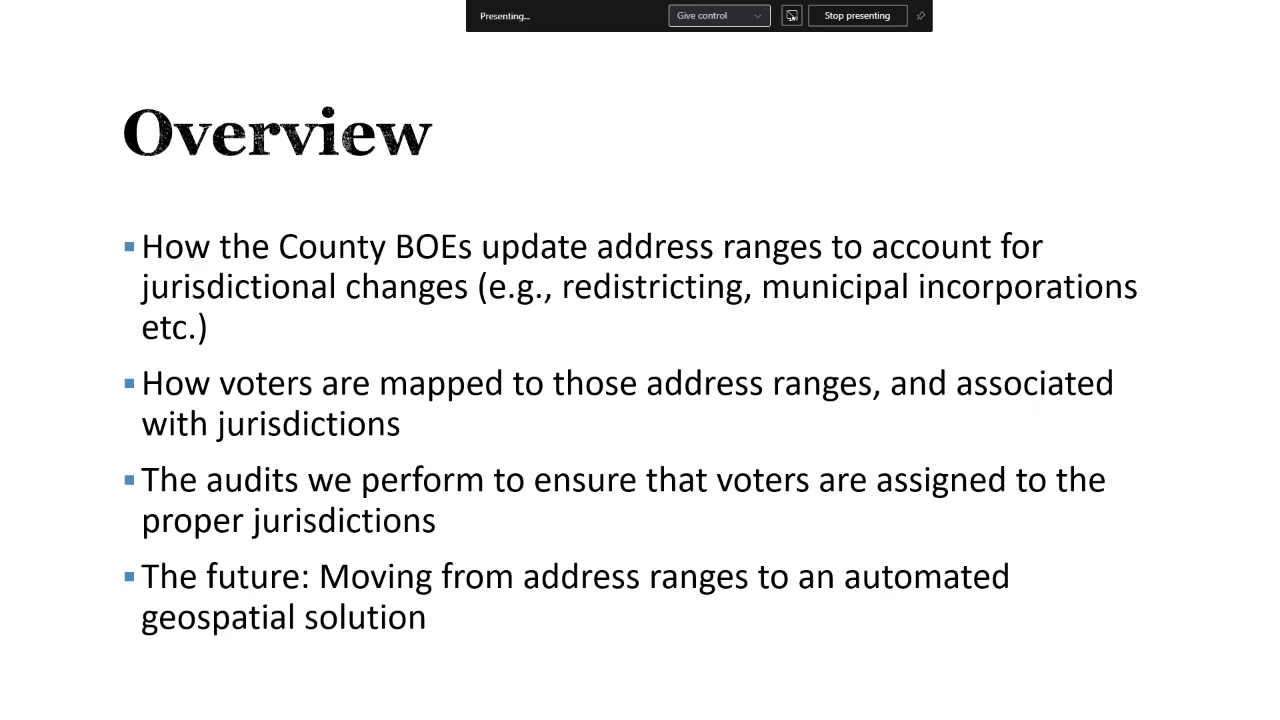 Presenting...
Give control
Stop presenting
Overview
▪ How the County BOEs update address ranges to account for
jurisdictional changes (e.g., redistricting, municipal incorporations
etc.)
▪ How voters are mapped to those address ranges, and associated
with jurisdictions
▪ The audits we perform to ensure that voters are assigned to the
proper jurisdictions
▪ The future: Moving from address ranges to an automated
geospatial solution